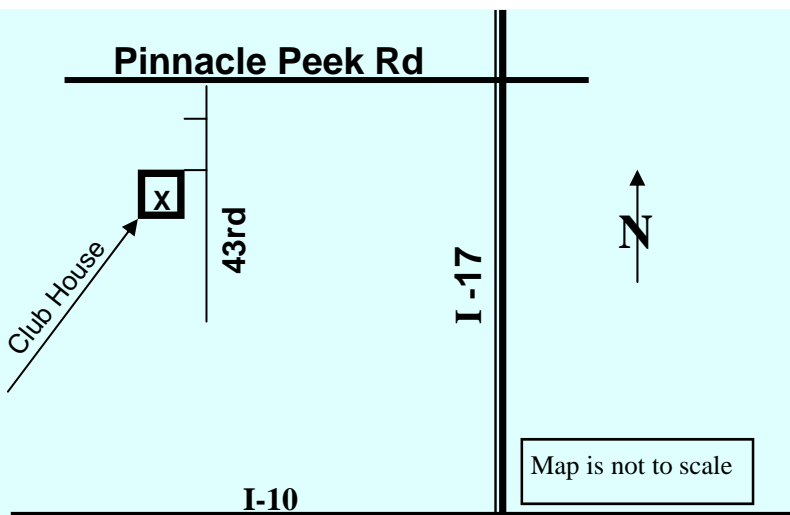 Pinnacle Peek Rd
X
Club House
43rd
I -17
N
Map is not to scale
I-10